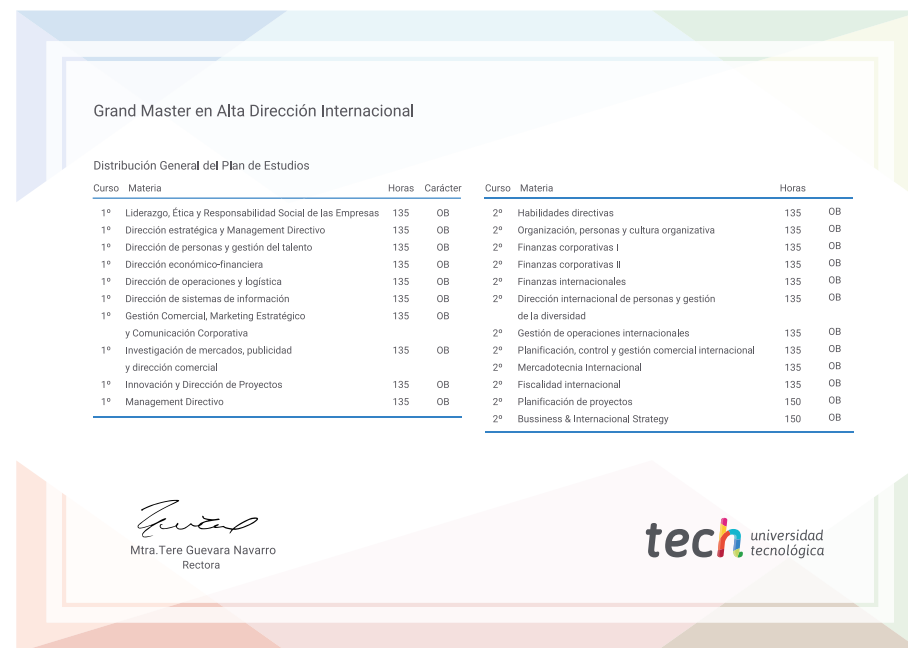 Grand Master en Alta Dirección Internacional
Distribución General del Plan de Estudios
Curso Materia Horas Carácter
1º Liderazgo, Ética y Responsabilidad Social de las Empresas 135 OB
1º Dirección estratégica y Management Directivo 135 OB
1º Dirección de personas y gestión del talento 135 OB
1º Dirección económico-financiera 135 OB
1º Dirección de operaciones y logística 135 OB
1º Dirección de sistemas de información 135 OB
1º Gestión Comercial, Marketing Estratégico 135 OB
y Comunicación Corporativa
1º Investigación de mercados, publicidad 135 OB
y dirección comercial
1º Innovación y Dirección de Proyectos 135 OB
1º Management Directivo 135 OB
Curso Materia Horas
2º Habilidades directivas 135 OB
2º Organización, personas y cultura organizativa 135 OB
2º Finanzas corporativas I 135 OB
2º Finanzas corporativas II 135 OB
2º Finanzas internacionales 135 OB
2º Dirección internacional de personas y gestión 135 OB
de la diversidad
2º Gestión de operaciones internacionales 135 OB
2º Planificación, control y gestión comercial internacional 135 OB
2º Mercadotecnia Internacional 135 OB
2º Fiscalidad internacional 135 OB
2º Planificación de proyectos 150 OB
2º Bussiness & Internacional Strategy 150 OB
Mtra.Tere Guevara Navarro
Rectora
tech universidad
tecnológica